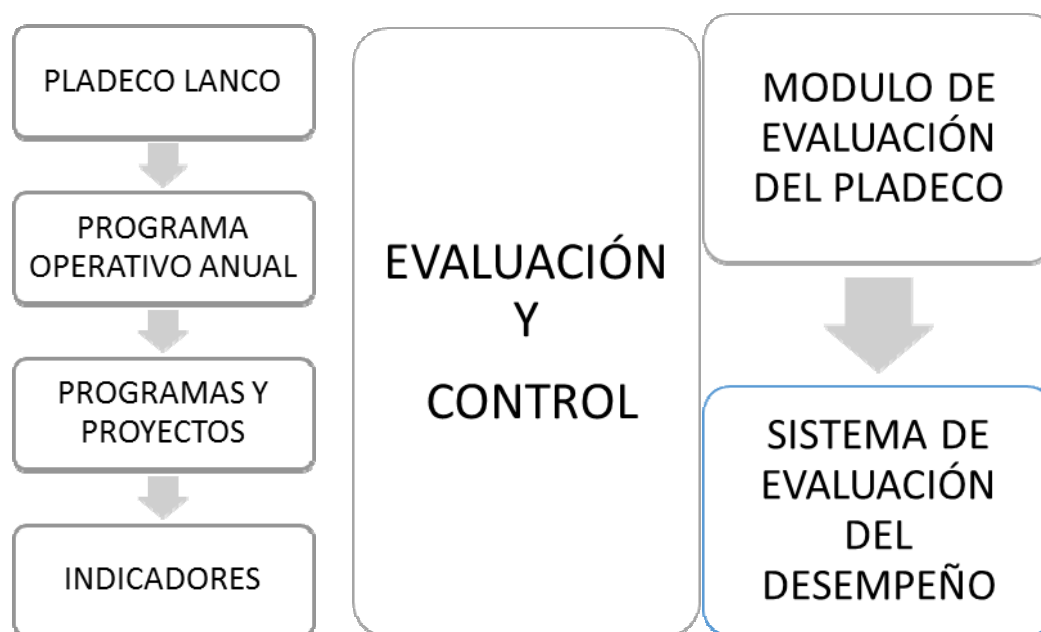 PLADECO LANCO
PROGRAMA
OPERATIVO ANUAL
PROGRAMAS Y
PROYECTOS
INDICADORES
EVALUACIÓN
Y
CONTROL
MODULO DE
EVALUACIÓN
DEL PLADECO
SISTEMA DE
EVALUACIÓN
DEL
DESEMPEÑO